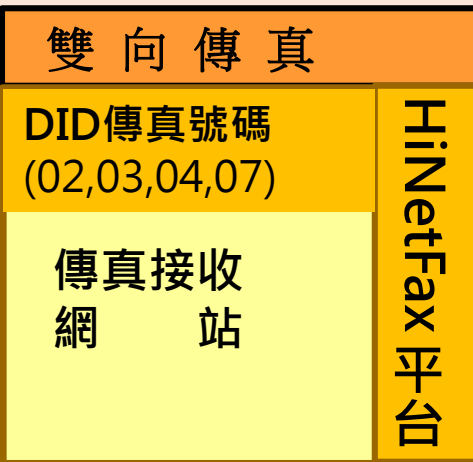 雙向傳真
DID傳真號碼
(02,03,04,07)
傳真接收
網　　站
HiNetFax 平台